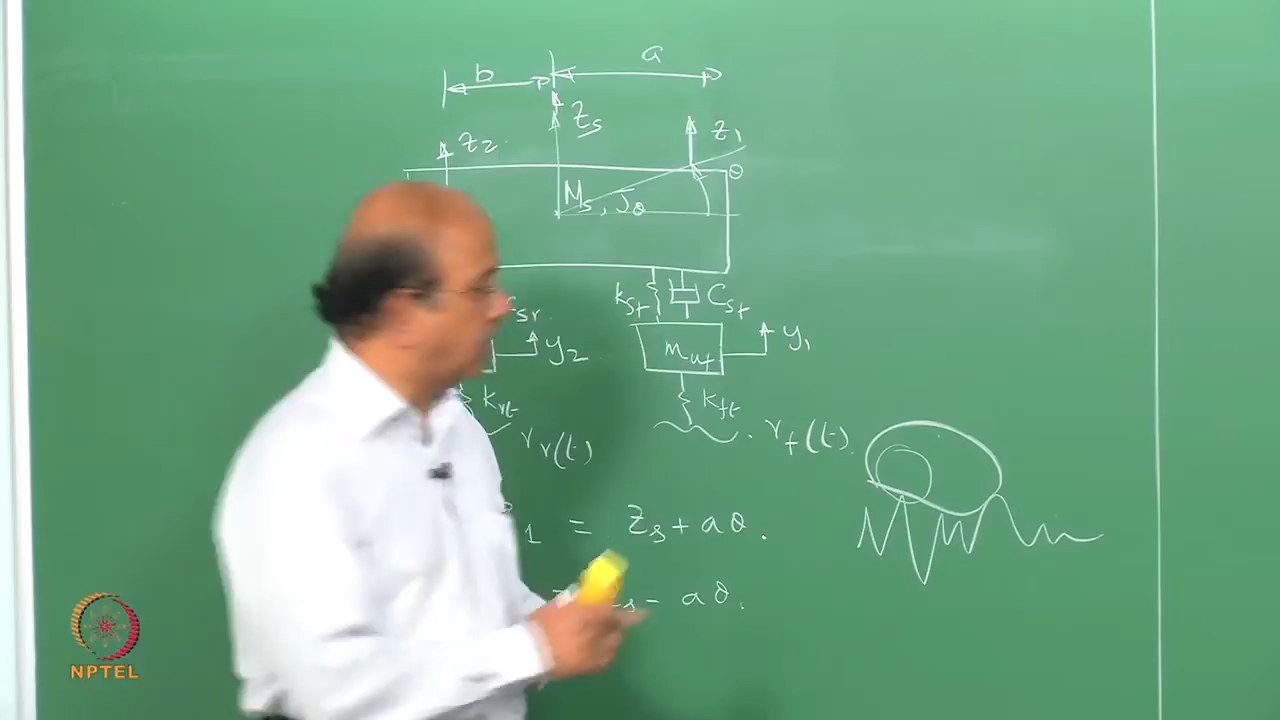 b a
Z_s
Z_2 Z_1
θ
M_s, J_θ
k_sf C_sf
sr.
y_2 m_uf y_1
k_rt k_ft
r_r(t) r_f(t).
1 = Z_s + aθ.
s - aθ.
NPTEL